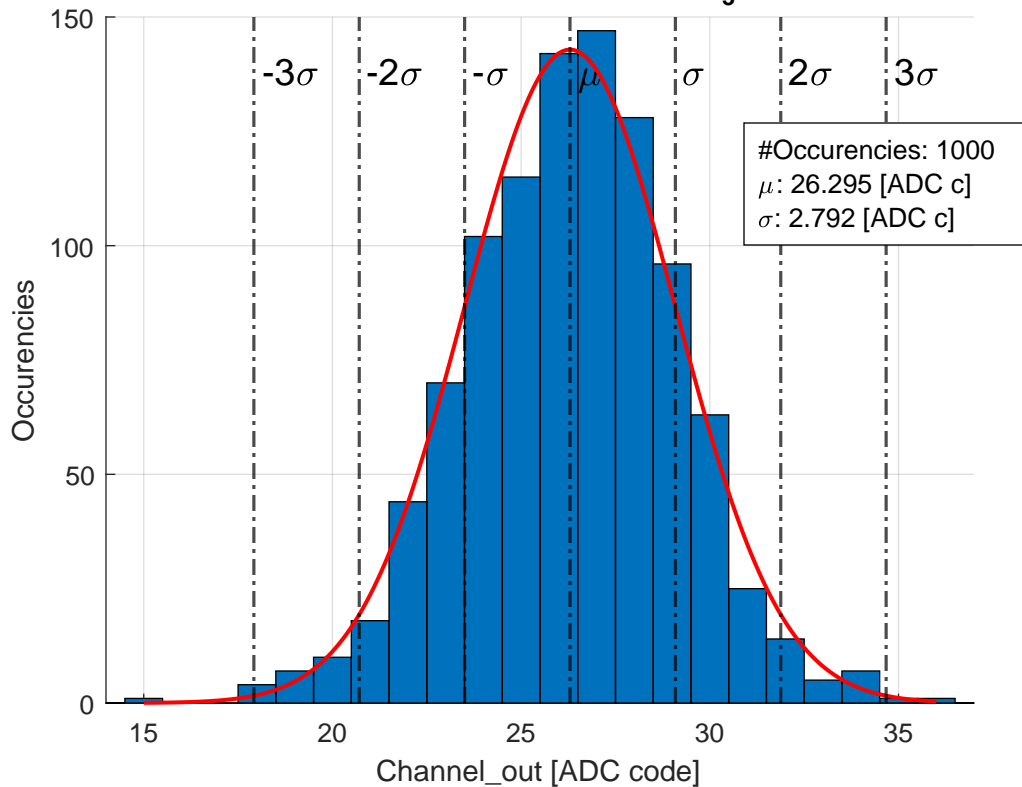 g
150
-3σ -2σ -σ μ σ 2σ 3σ
#Occurencies: 1000
μ: 26.295 [ADC c]
σ: 2.792 [ADC c]
100
Occurencies
50
0
15 20 25 30 35
Channel_out [ADC code]